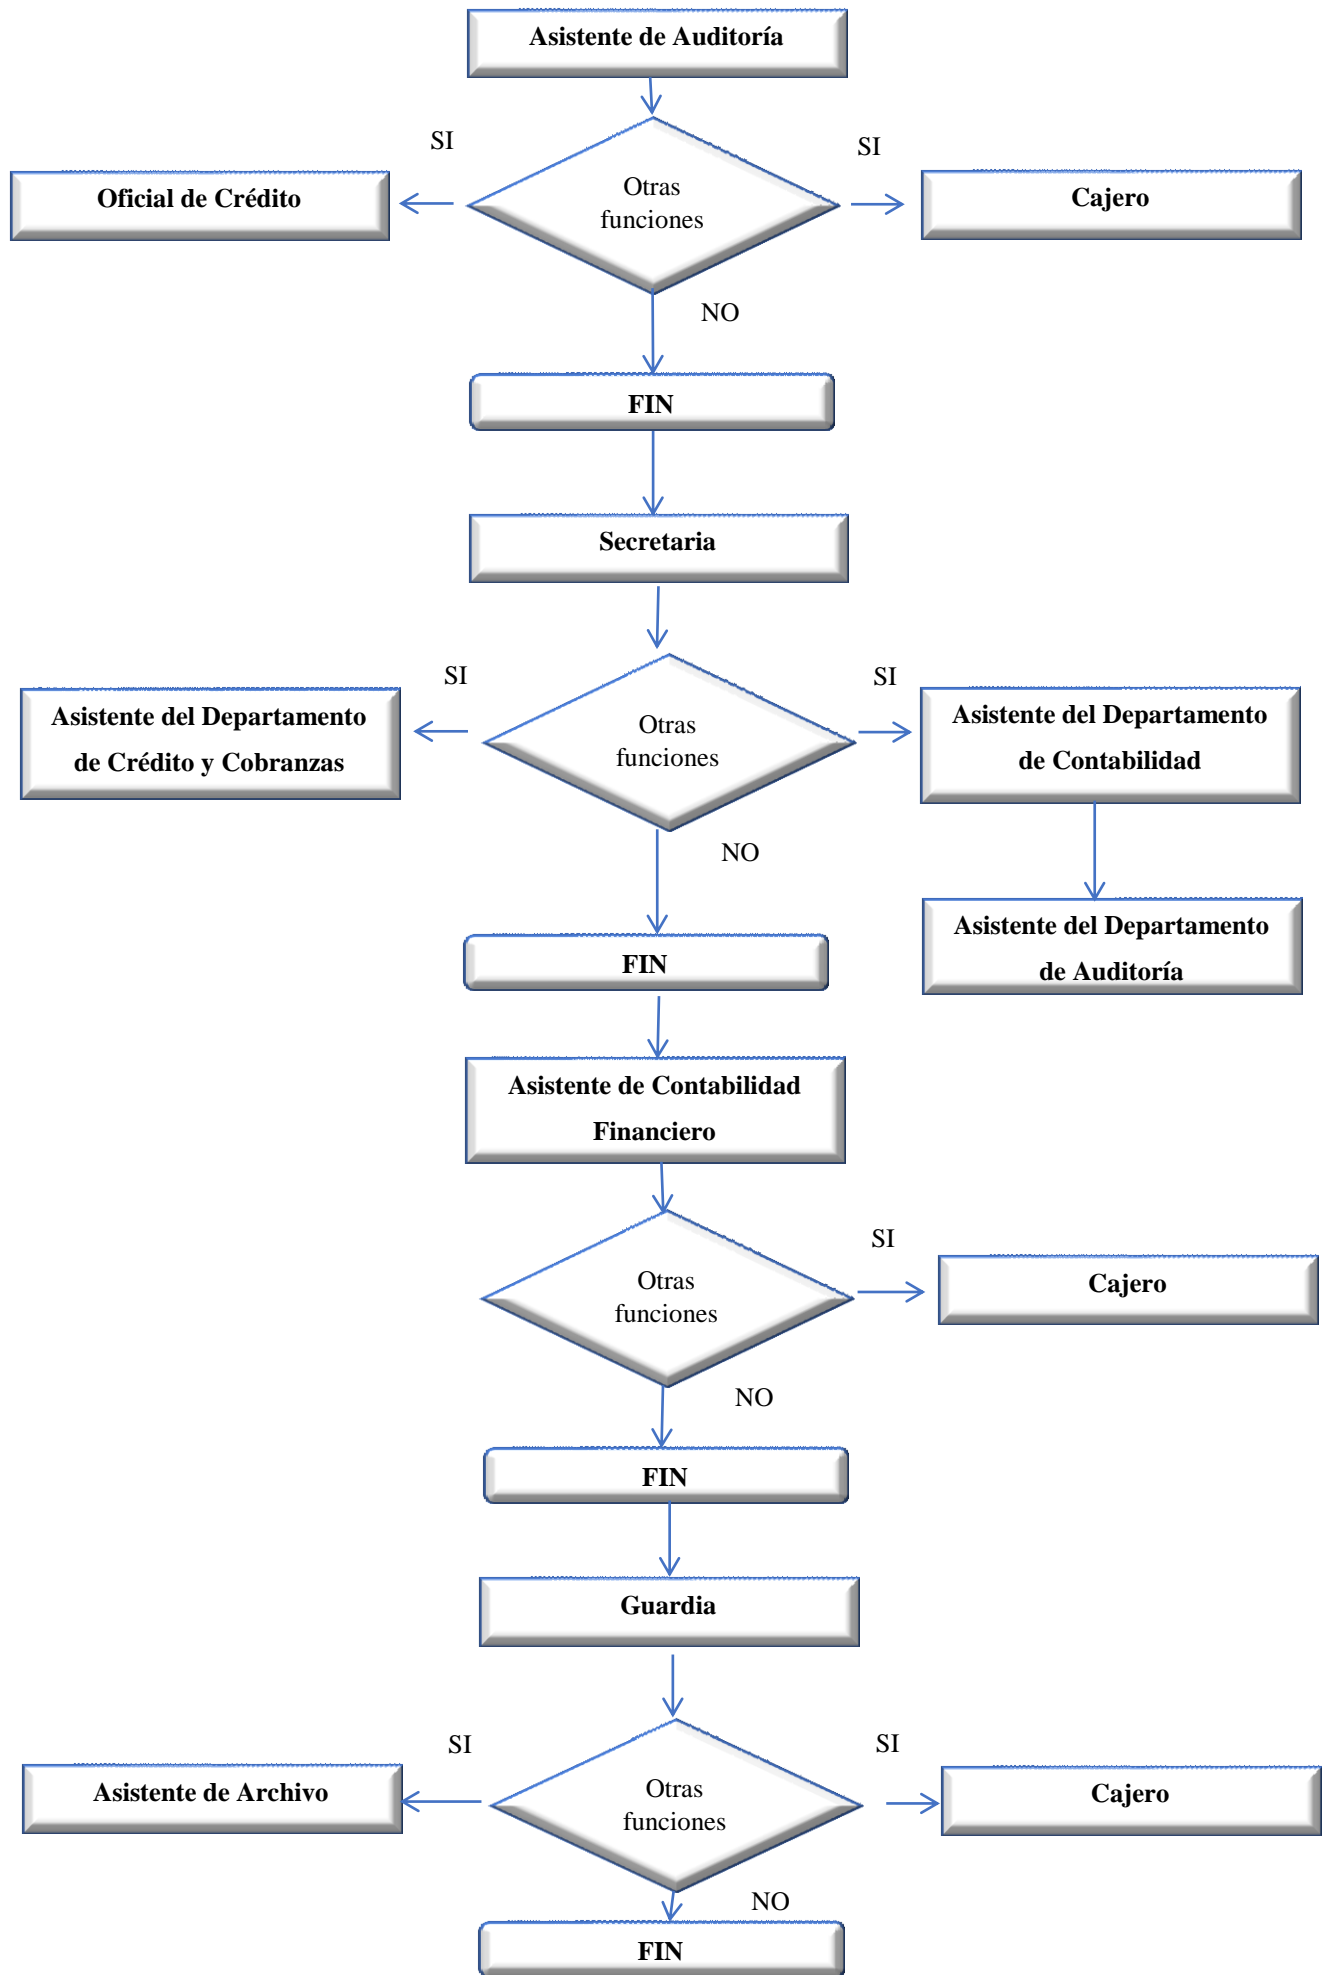 Asistente de Auditoría
SI
SI
Oficial de Crédito
Otras
funciones
Cajero
NO
FIN
Secretaria
SI
SI
Asistente del Departamento
de Crédito y Cobranzas
Otras
funciones
Asistente del Departamento
de Contabilidad
NO
Asistente del Departamento
de Auditoría
FIN
Asistente de Contabilidad
Financiero
SI
Otras
funciones
Cajero
NO
FIN
Guardia
SI
SI
Asistente de Archivo
Otras
funciones
Cajero
NO
FIN